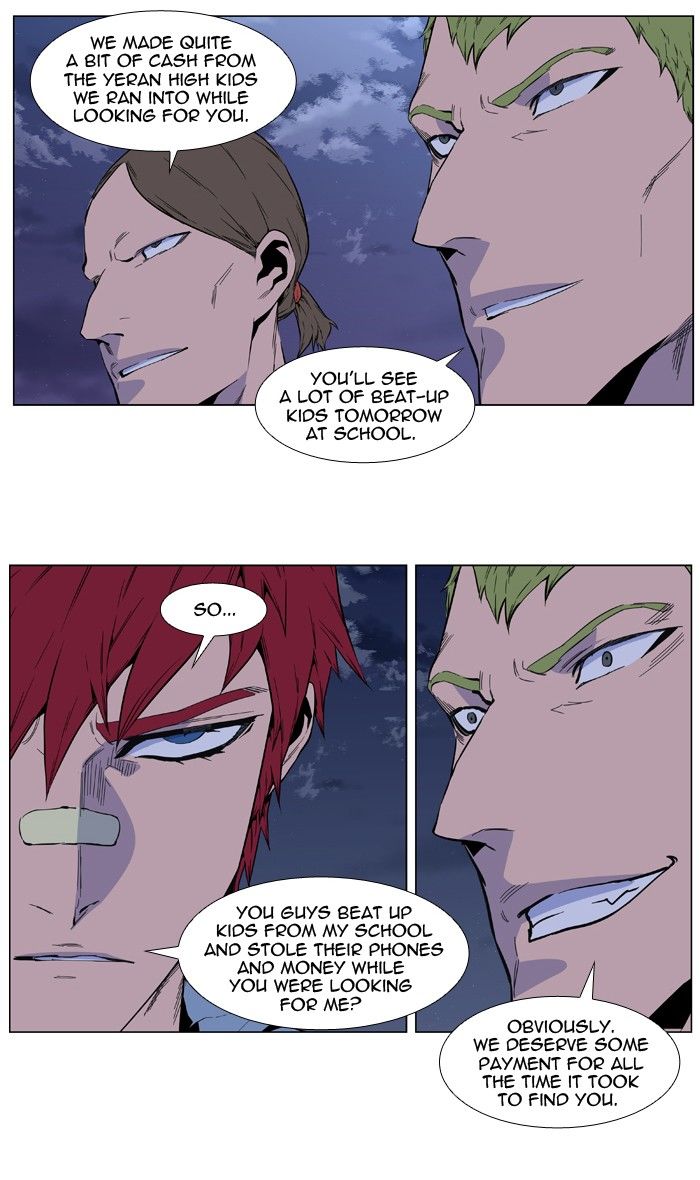 WE MADE QUITE
A BIT OF CASH FROM
THE YERAN HIGH KIDS
WE RAN INTO WHILE
LOOKING FOR YOU.
YOU'LL SEE
A LOT OF BEAT-UP
KIDS TOMORROW
AT SCHOOL.
SO...
YOU GUYS BEAT UP
KIDS FROM MY SCHOOL
AND STOLE THEIR PHONES
AND MONEY WHILE
YOU WERE LOOKING
FOR ME?
OBVIOUSLY.
WE DESERVE SOME
PAYMENT FOR ALL
THE TIME IT TOOK
TO FIND YOU.